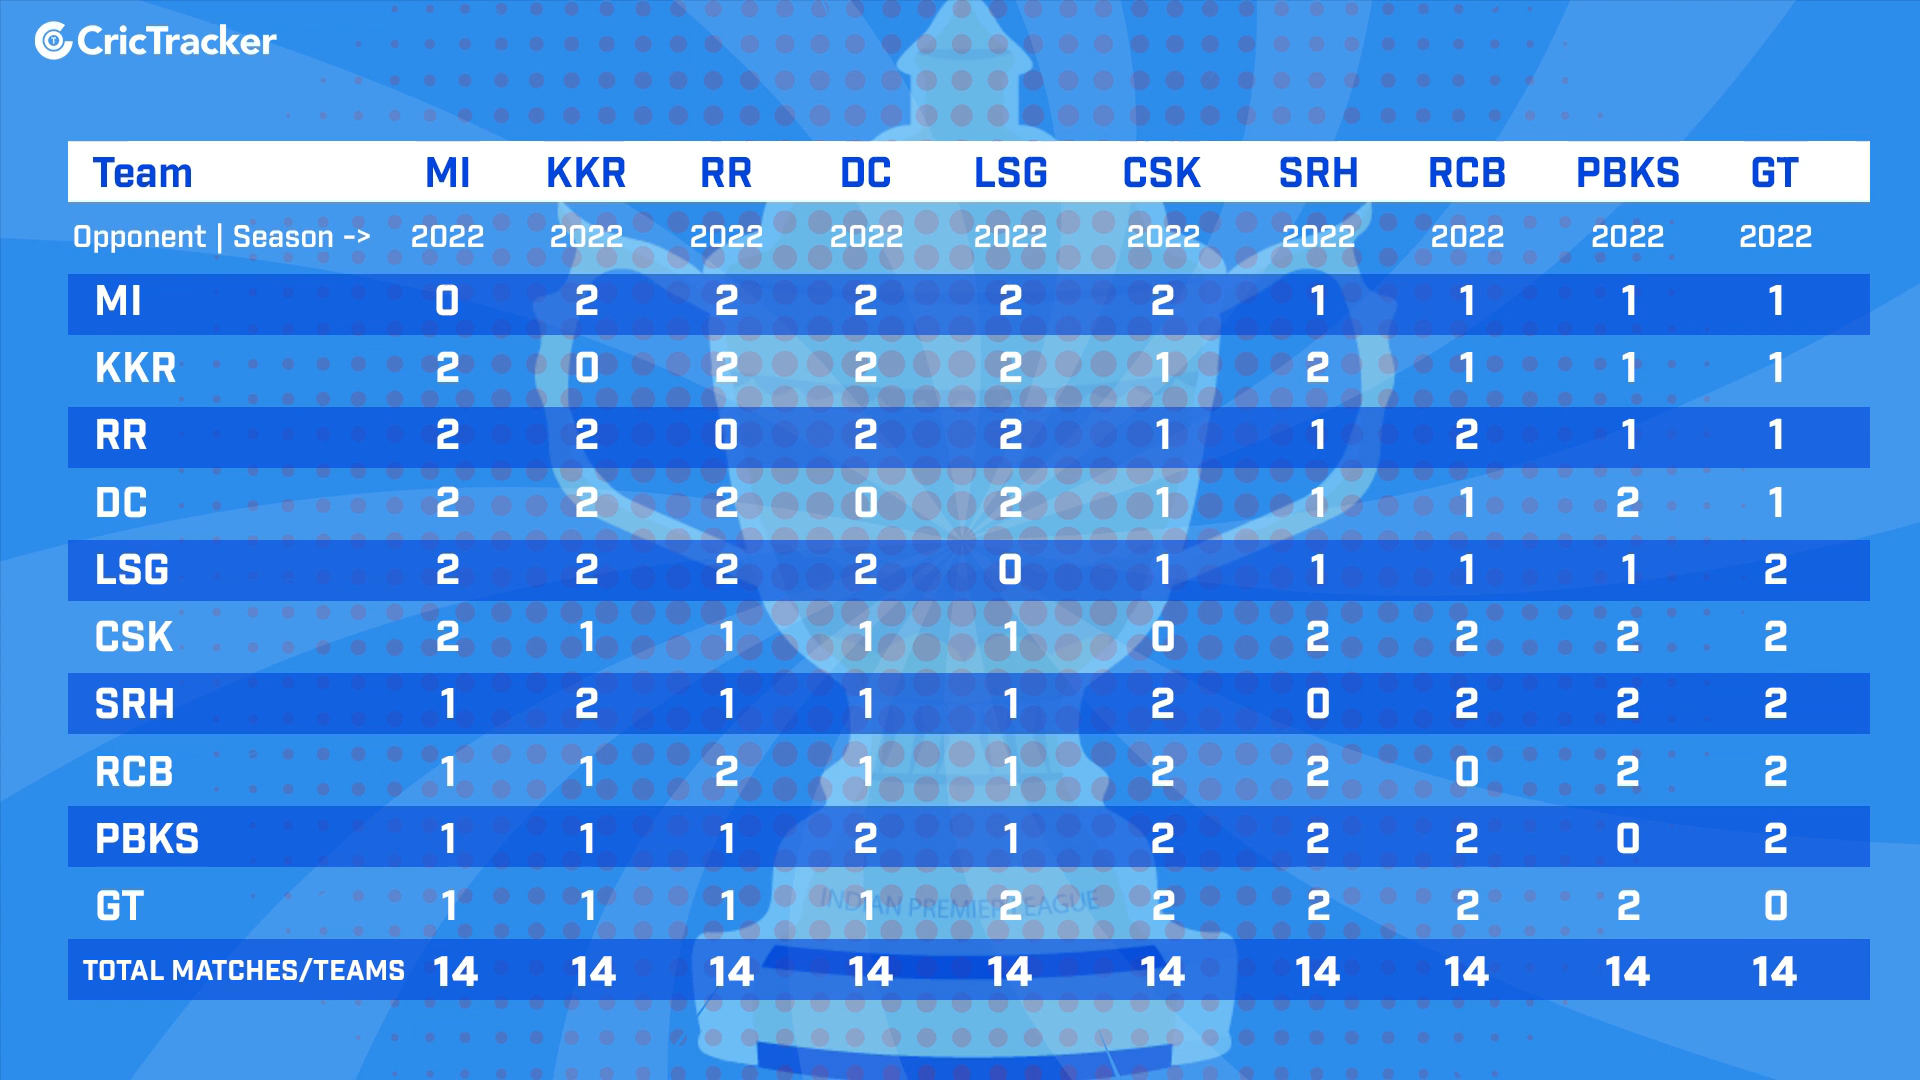 CricTracker
Team MI KKR RR DC LSG CSK SRH RCB PBKS GT
Opponent | Season -> 2022 2022 2022 2022 2022 2022 2022 2022 2022 2022
MI 0 2 2 2 2 2 1 1 1 1
KKR 2 0 2 2 2 1 2 1 1 1
RR 2 2 0 2 2 1 1 2 1 1
DC 2 2 2 0 2 1 1 1 2 1
LSG 2 2 2 2 0 1 1 1 1 2
CSK 2 1 1 1 1 0 2 2 2 2
SRH 1 2 1 1 1 2 0 2 2 2
RCB 1 1 2 1 1 2 2 0 2 2
PBKS 1 1 1 2 1 2 2 2 0 2
GT 1 1 1 1 2 2 2 2 2 0
INDIAN PREMIER LEAGUE
TOTAL MATCHES/TEAMS 14 14 14 14 14 14 14 14 14 14